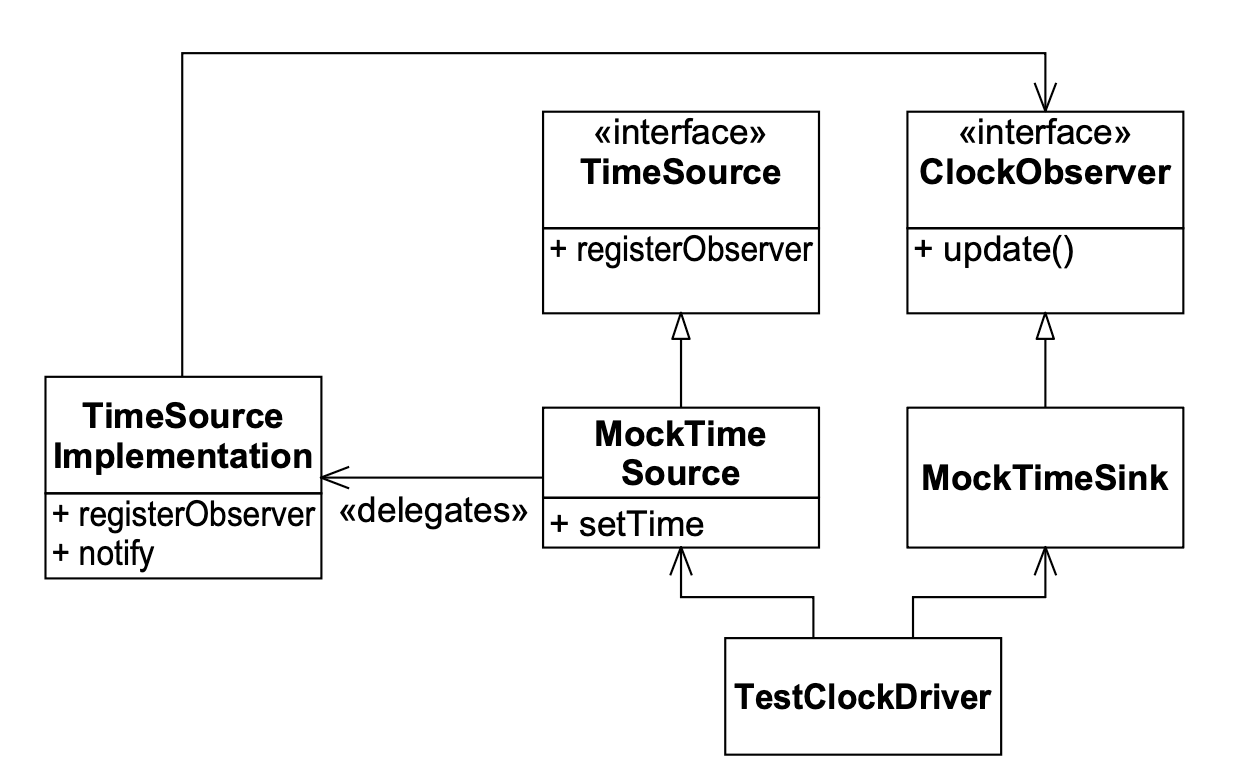 «interface»
TimeSource
+ registerObserver
«interface»
ClockObserver
+ update()
TimeSource
Implementation
+ registerObserver
+ notify
«delegates»
MockTime
Source
+ setTime
MockTimeSink
TestClockDriver